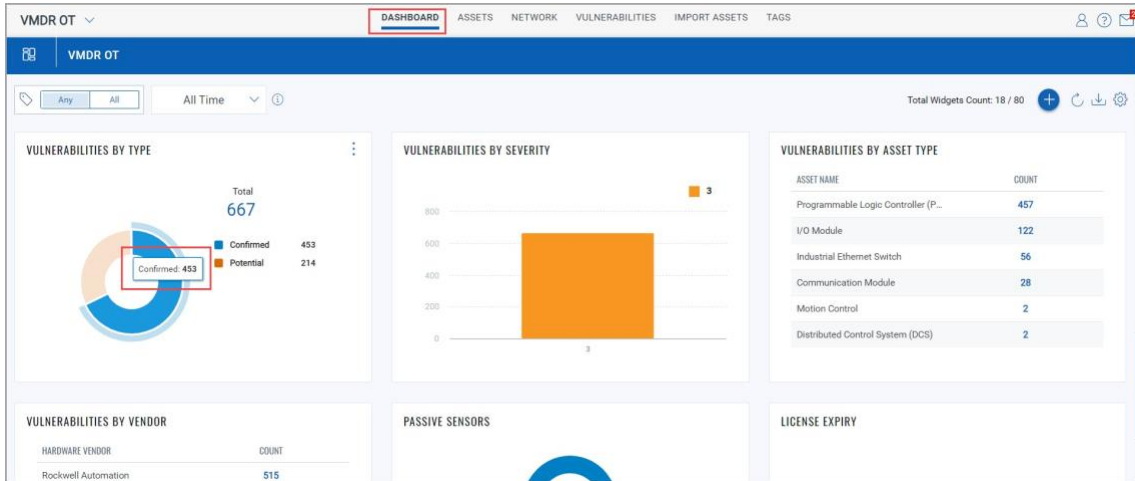 VMDR OT
DASHBOARD ASSETS NETWORK VULNERABILITIES IMPORT ASSETS TAGS
VMDR OT
Any All All Time Total Widgets Count: 18 / 80
VULNERABILITIES BY TYPE
Total
667
Confirmed 453
Potential 214
Confirmed: 453
VULNERABILITIES BY SEVERITY
3
800
600
400
200
0
3
VULNERABILITIES BY ASSET TYPE
ASSET NAME COUNT
Programmable Logic Controller (P... 457
I/O Module 122
Industrial Ethernet Switch 56
Communication Module 28
Motion Control 2
Distributed Control System (DCS) 2
VULNERABILITIES BY VENDOR
HARDWARE VENDOR COUNT
Rockwell Automation 515
PASSIVE SENSORS
LICENSE EXPIRY